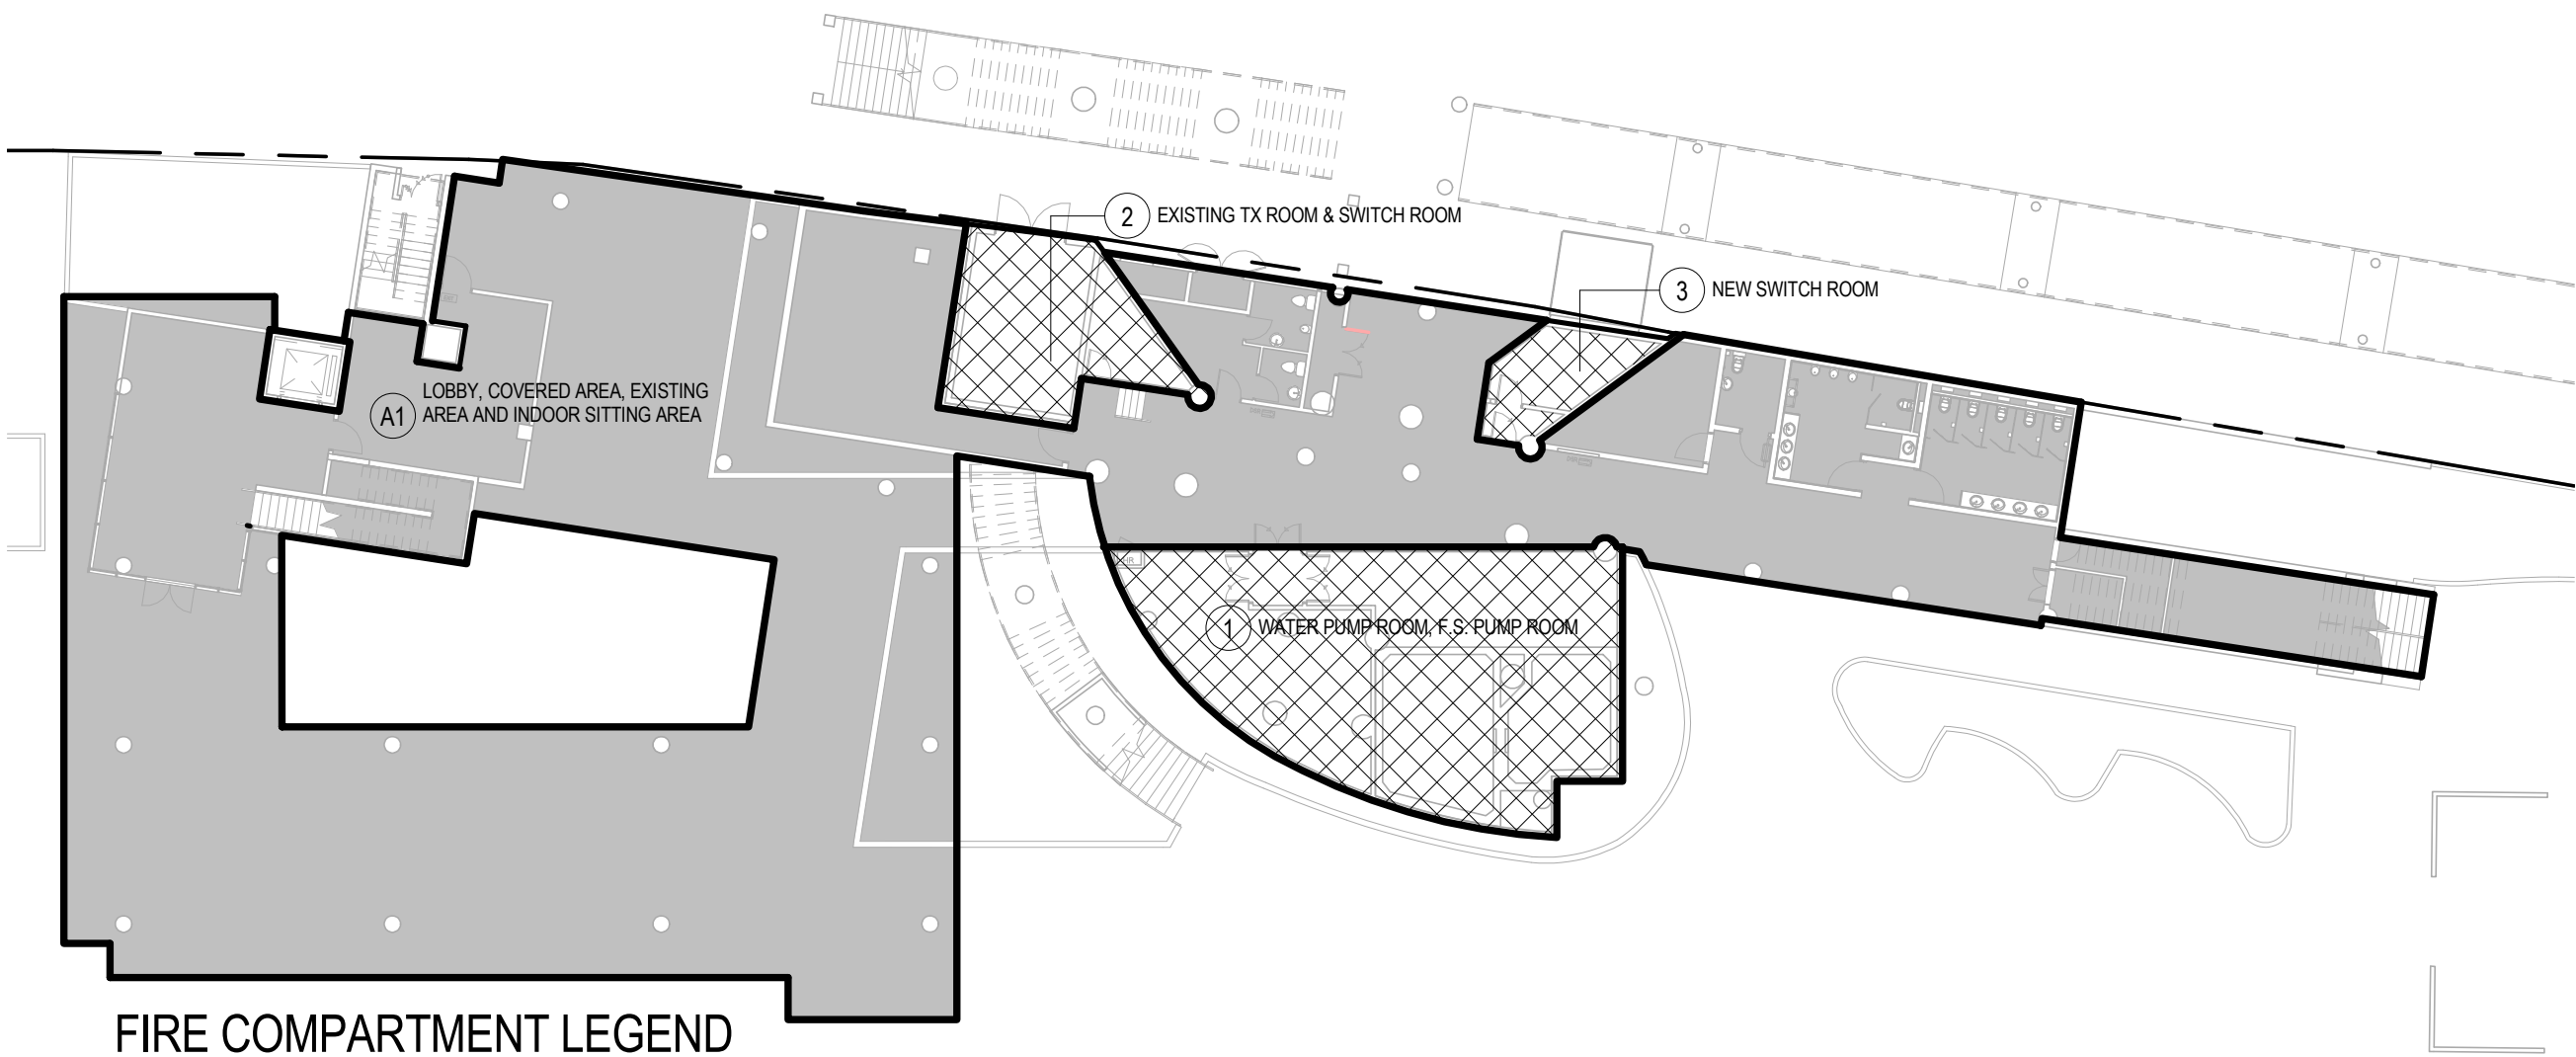 2 EXISTING TX ROOM & SWITCH ROOM
3 NEW SWITCH ROOM
A1 LOBBY, COVERED AREA, EXISTING
AREA AND INDOOR SITTING AREA
1 WATER PUMP ROOM, F.S. PUMP ROOM
FIRE COMPARTMENT LEGEND